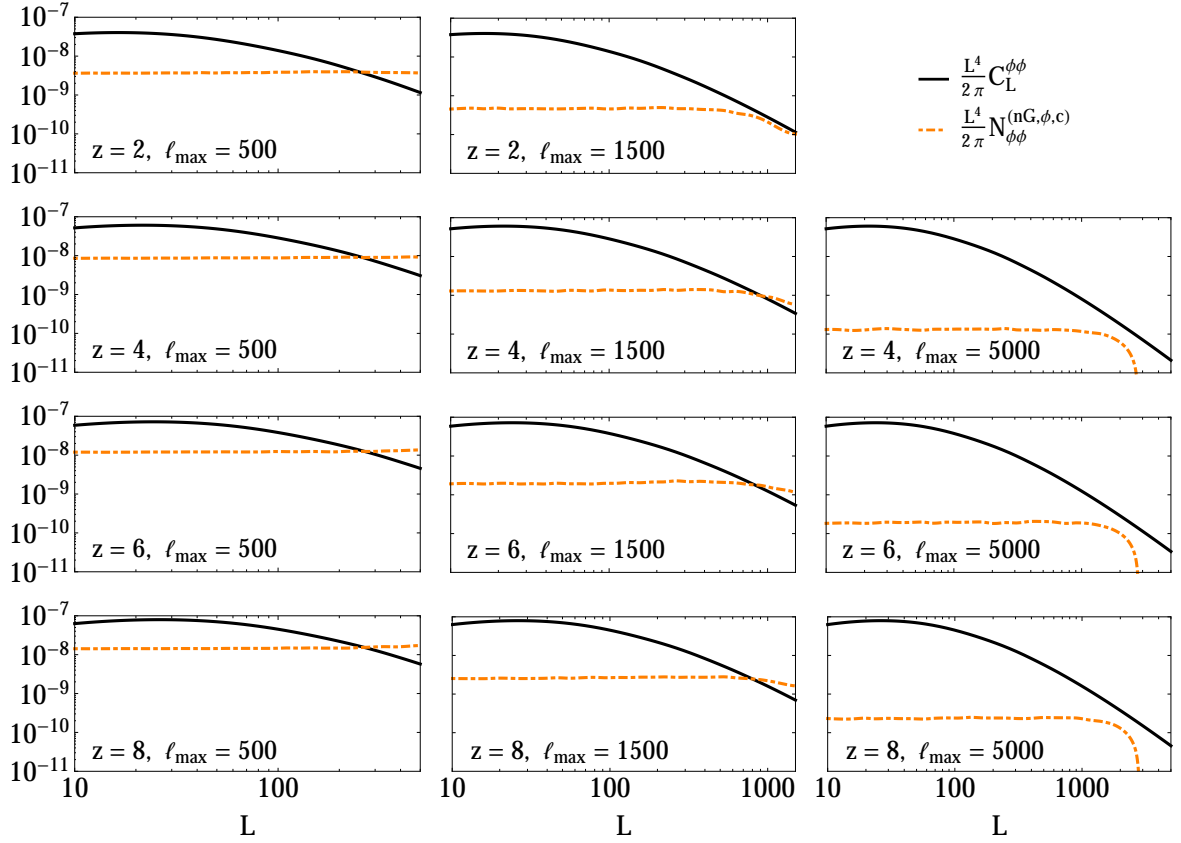 10⁻⁷
10⁻⁸
10⁻⁹
10⁻¹⁰
10⁻¹¹
z = 2, ℓmax = 500
z = 2, ℓmax = 1500
L⁴/2π C_L^ϕϕ
L⁴/2π N_ϕϕ^(nG,ϕ,c)
10⁻⁷
10⁻⁸
10⁻⁹
10⁻¹⁰
10⁻¹¹
z = 4, ℓmax = 500
z = 4, ℓmax = 1500
z = 4, ℓmax = 5000
10⁻⁷
10⁻⁸
10⁻⁹
10⁻¹⁰
10⁻¹¹
z = 6, ℓmax = 500
z = 6, ℓmax = 1500
z = 6, ℓmax = 5000
10⁻⁷
10⁻⁸
10⁻⁹
10⁻¹⁰
10⁻¹¹
z = 8, ℓmax = 500
z = 8, ℓmax = 1500
z = 8, ℓmax = 5000
10 100
10 100 1000
10 100 1000
L
L
L